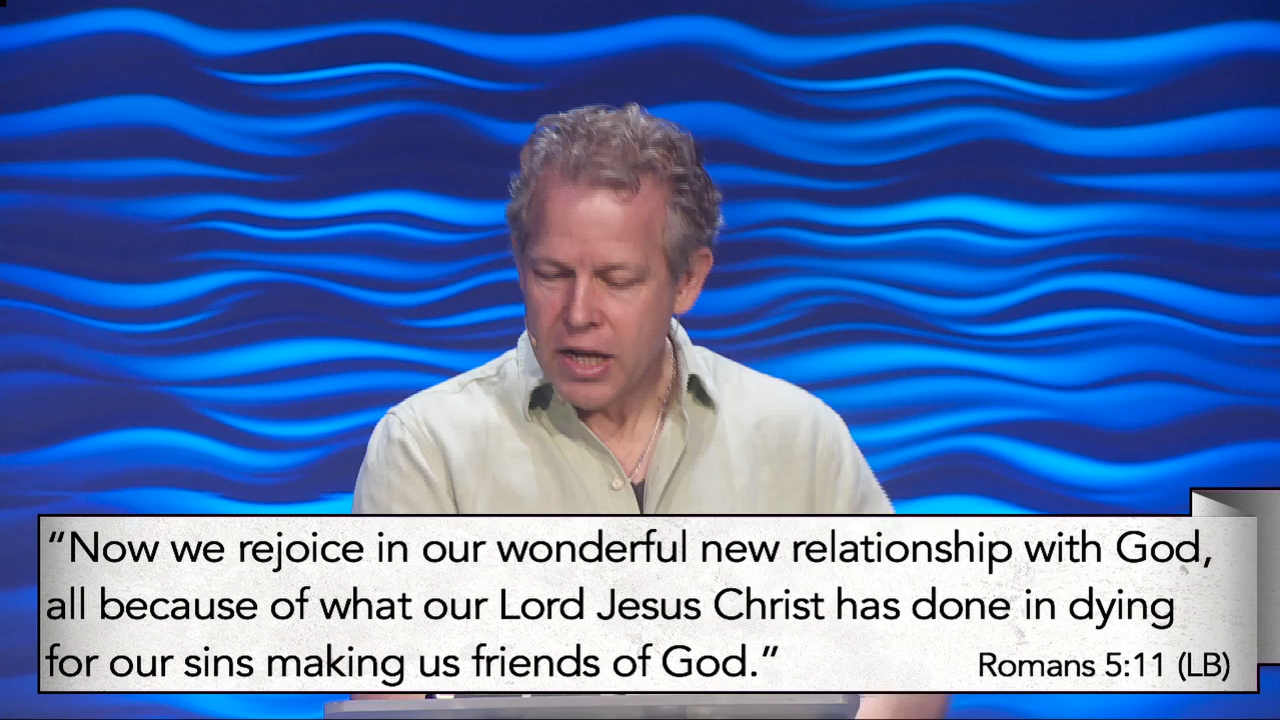 “Now we rejoice in our wonderful new relationship with God,
all because of what our Lord Jesus Christ has done in dying
for our sins making us friends of God.”
Romans 5:11 (LB)